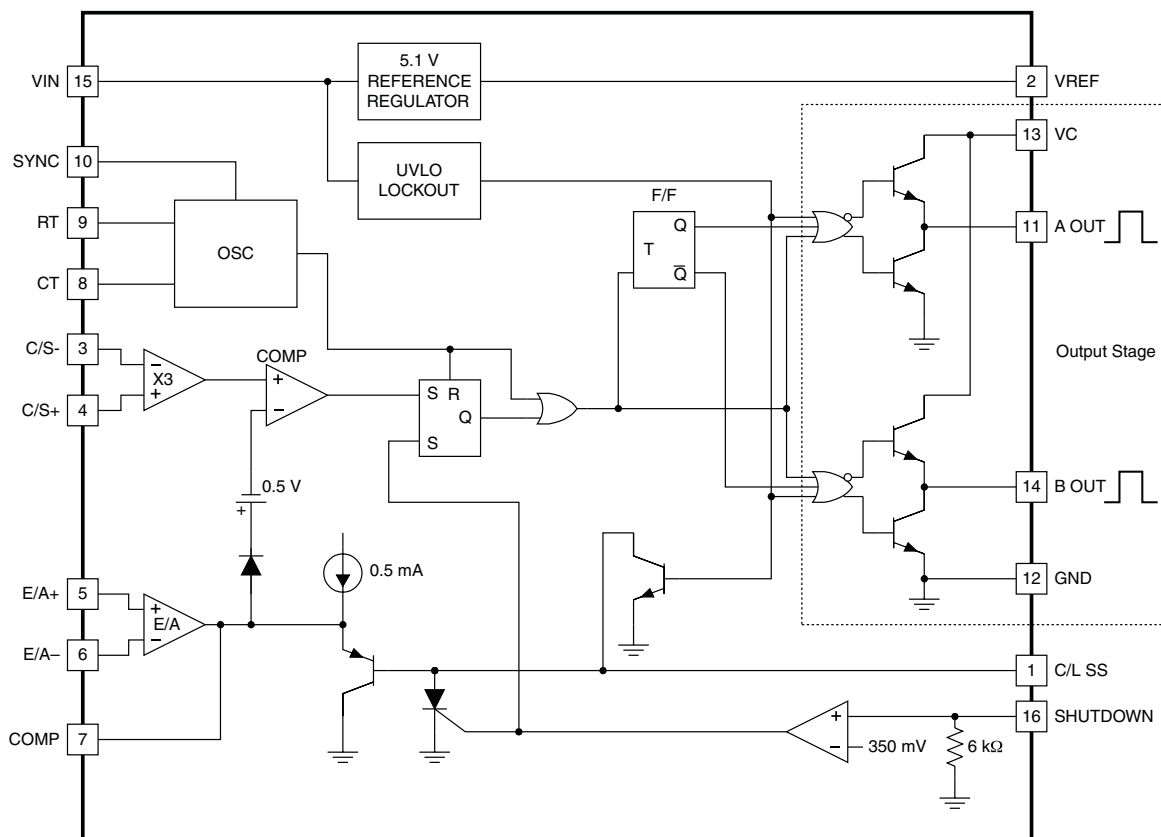 VIN 15
5.1 V
REFERENCE
REGULATOR
2 VREF
13 VC
SYNC 10
UVLO
LOCKOUT
F/F
RT 9
OSC
T
Q
Q̅
11 A OUT
CT 8
C/S- 3
−
X3
+
C/S+ 4
COMP
+
−
S R
Q
S
Output Stage
0.5 V
+
14 B OUT
0.5 mA
E/A+ 5
+
E/A
−
E/A− 6
12 GND
1 C/L SS
COMP 7
+
−
350 mV
16 SHUTDOWN
6 kΩ